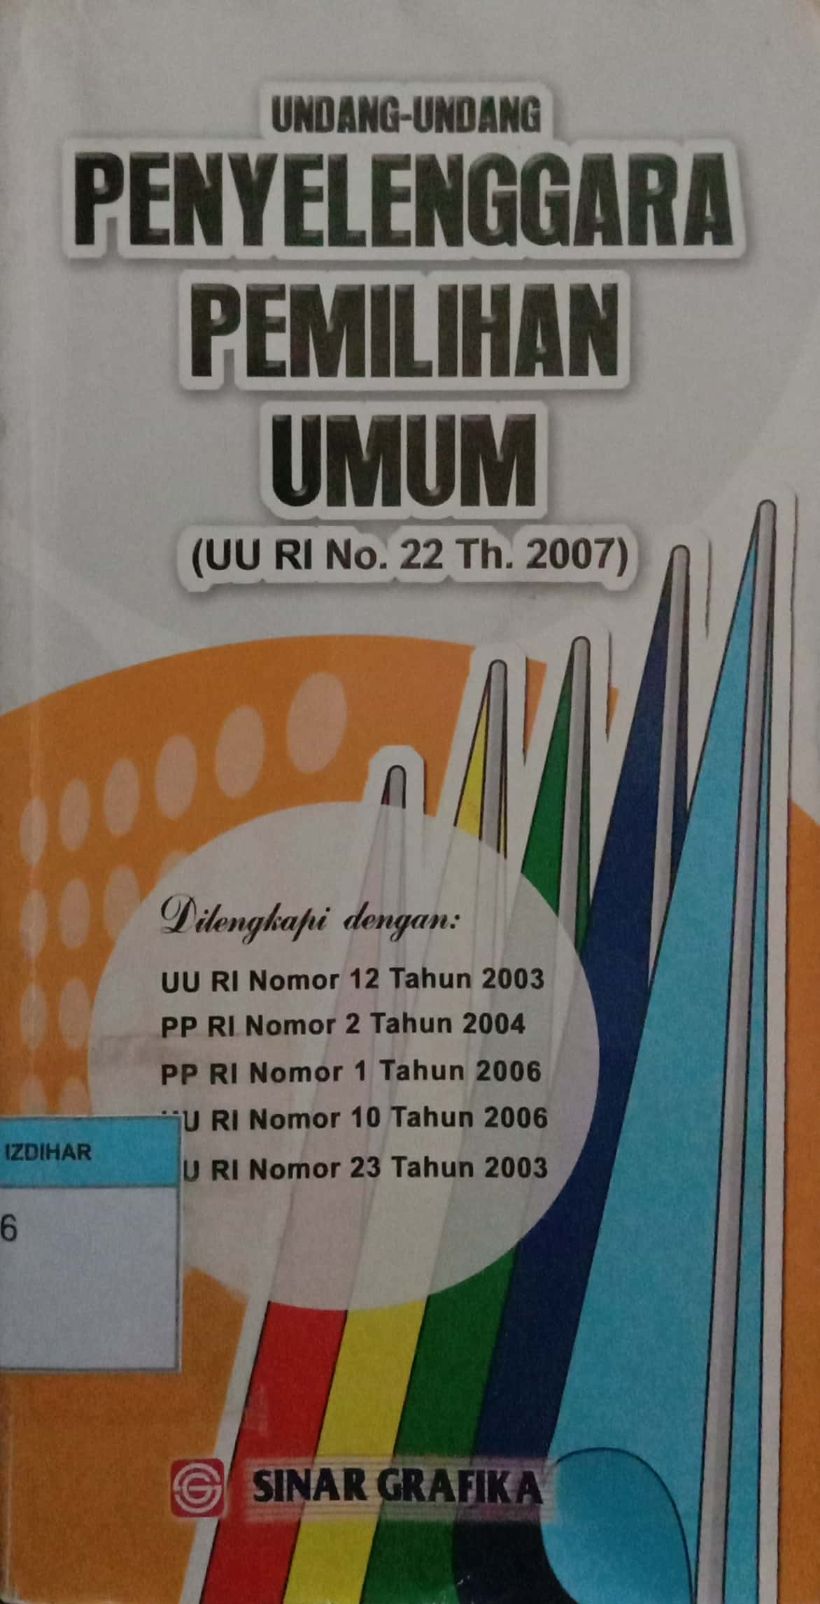 UNDANG-UNDANG
PENYELENGGARA
PEMILIHAN
UMUM
(UU RI No. 22 Th. 2007)
Dilengkapi dengan:
UU RI Nomor 12 Tahun 2003
PP RI Nomor 2 Tahun 2004
PP RI Nomor 1 Tahun 2006
RI Nomor 10 Tahun 2006
RI Nomor 23 Tahun 2003
IZDIHAR
6
SINAR GRAFIKA